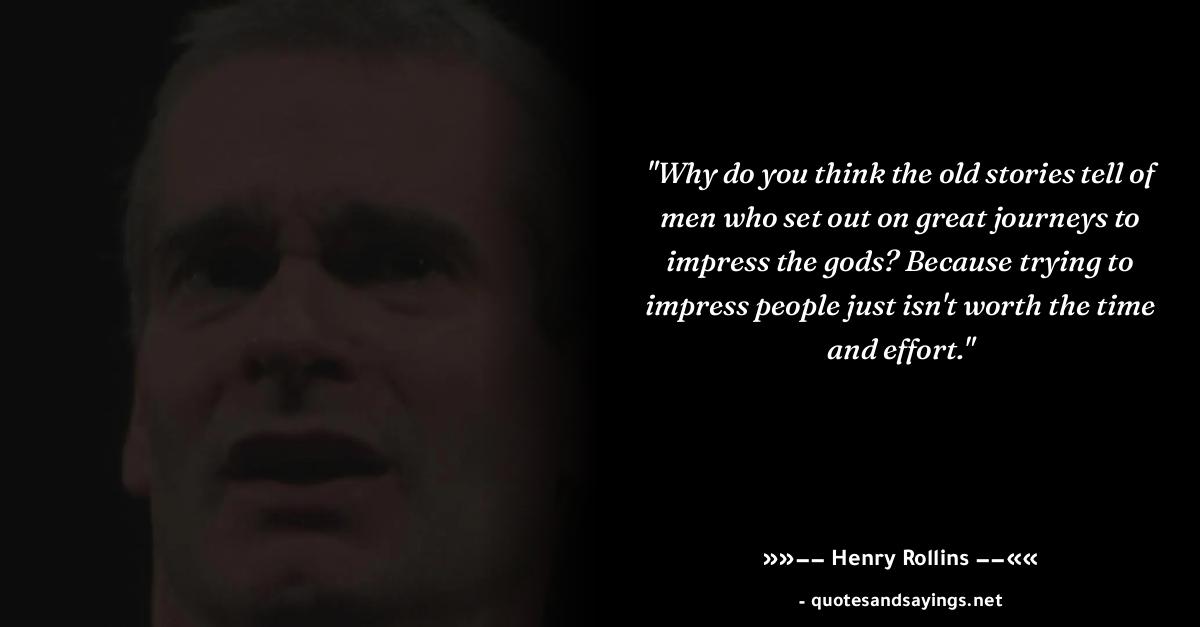 "Why do you think the old stories tell of
men who set out on great journeys to
impress the gods? Because trying to
impress people just isn't worth the time
and effort."
»»−− Henry Rollins −−««
- quotesandsayings.net